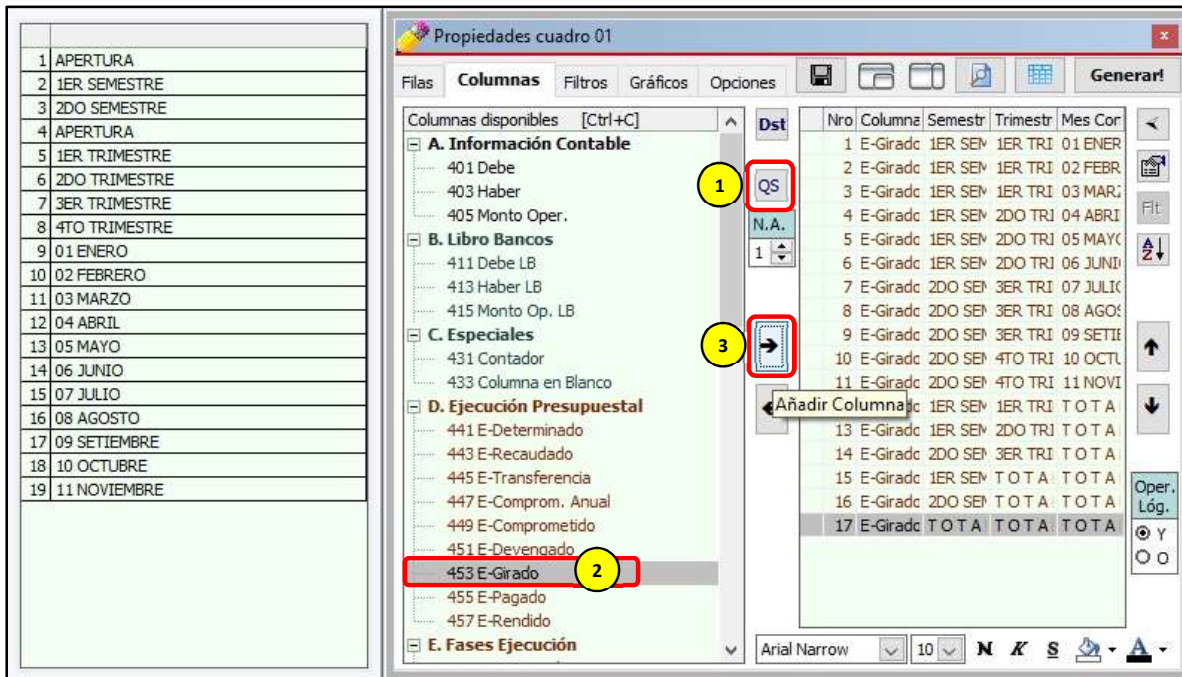 1 APERTURA
2 1ER SEMESTRE
3 2DO SEMESTRE
4 APERTURA
5 1ER TRIMESTRE
6 2DO TRIMESTRE
7 3ER TRIMESTRE
8 4TO TRIMESTRE
9 01 ENERO
10 02 FEBRERO
11 03 MARZO
12 04 ABRIL
13 05 MAYO
14 06 JUNIO
15 07 JULIO
16 08 AGOSTO
17 09 SETIEMBRE
18 10 OCTUBRE
19 11 NOVIEMBRE
Propiedades cuadro 01
x
Filas Columnas Filtros Gráficos Opciones Generar!
Columnas disponibles [Ctrl+C]
A. Información Contable
401 Debe
403 Haber
405 Monto Oper.
B. Libro Bancos
411 Debe LB
413 Haber LB
415 Monto Op. LB
C. Especiales
431 Contador
433 Columna en Blanco
D. Ejecución Presupuestal
441 E-Determinado
443 E-Recaudado
445 E-Transferencia
447 E-Comprom. Anual
449 E-Comprometido
451 E-Devengado
453 E-Girado
455 E-Pagado
457 E-Rendido
E. Fases Ejecución
Dst
1
QS
N.A.
1
2
3
Añadir Columna
Nro Columna Semestr Trimestr Mes Cor
1 E-Girado 1ER SEM 1ER TRI 01 ENER
2 E-Girado 1ER SEM 1ER TRI 02 FEBR
3 E-Girado 1ER SEM 1ER TRI 03 MARZ
4 E-Girado 1ER SEM 2DO TRI 04 ABRI
5 E-Girado 1ER SEM 2DO TRI 05 MAYO
6 E-Girado 1ER SEM 2DO TRI 06 JUNI
7 E-Girado 2DO SEM 3ER TRI 07 JULIO
8 E-Girado 2DO SEM 3ER TRI 08 AGOS
9 E-Girado 2DO SEM 3ER TRI 09 SETIE
10 E-Girado 2DO SEM 4TO TRI 10 OCTU
11 E-Girado 2DO SEM 4TO TRI 11 NOVI
1ER SEM 1ER TRI T O T A
13 E-Girado 1ER SEM 2DO TRI T O T A
14 E-Girado 2DO SEM 3ER TRI T O T A
15 E-Girado 1ER SEM T O T A T O T A
16 E-Girado 2DO SEM T O T A T O T A
17 E-Girado T O T A T O T A T O T A
Flt
A
Z
Oper. Lóg.
Y
O
Arial Narrow 10 N K S A